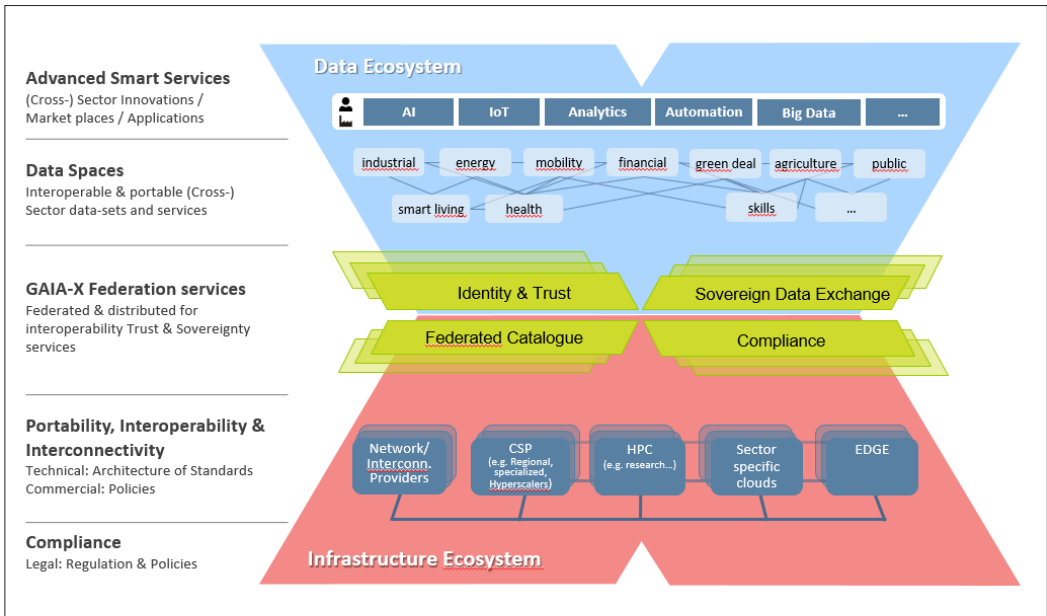 Data Ecosystem
Advanced Smart Services
(Cross-) Sector Innovations /
Market places / Applications
AI
IoT
Analytics
Automation
Big Data
...
Data Spaces
Interoperable & portable (Cross-)
Sector data-sets and services
industrial
energy
mobility
financial
green deal
agriculture
public
smart living
health
skills
...
GAIA-X Federation services
Federated & distributed for
interoperability Trust & Sovereignty
services
Identity & Trust
Sovereign Data Exchange
Federated Catalogue
Compliance
Portability, Interoperability &
Interconnectivity
Technical: Architecture of Standards
Commercial: Policies
Network/
Interconn.
Providers
CSP
(e.g. Regional,
specialized,
Hyperscalers)
HPC
(e.g. research...)
Sector
specific
clouds
EDGE
Compliance
Legal: Regulation & Policies
Infrastructure Ecosystem